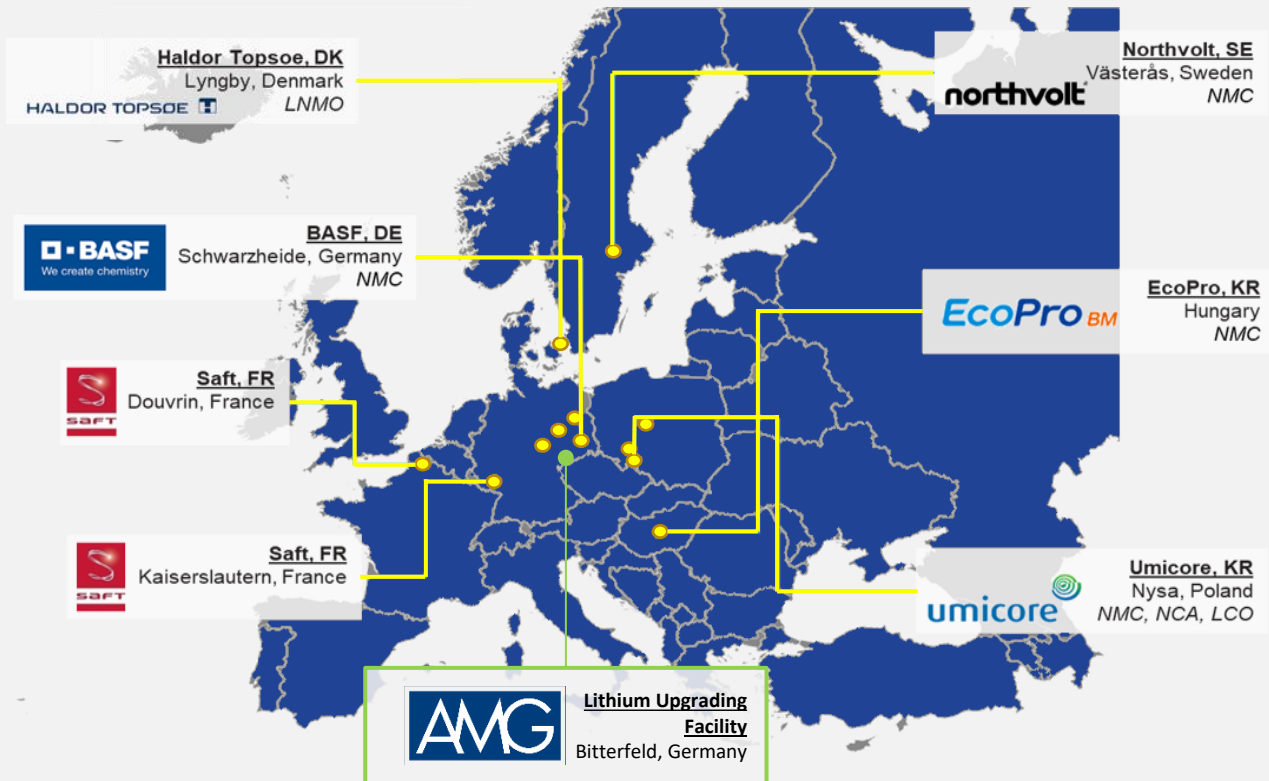 Haldor Topsoe, DK
Lyngby, Denmark
HALDOR TOPSOE
LNMO
Northvolt, SE
Västerås, Sweden
northvolt
NMC
BASF, DE
BASF
We create chemistry
Schwarzheide, Germany
NMC
EcoPro, KR
EcoPro BM
Hungary
NMC
Saft, FR
Douvrin, France
SAFT
Saft, FR
Kaiserslautern, France
SAFT
Umicore, KR
Nysa, Poland
umicore
NMC, NCA, LCO
AMG
Lithium Upgrading
Facility
Bitterfeld, Germany